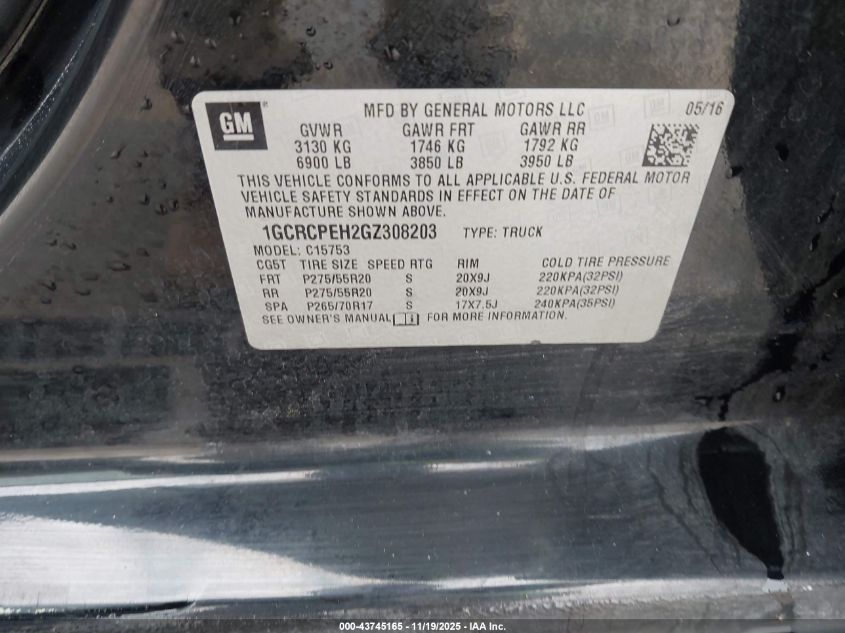 GM
MFD BY GENERAL MOTORS LLC 05/16
GVWR GAWR FRT GAWR RR
3130 KG 1746 KG 1792 KG
6900 LB 3850 LB 3950 LB
THIS VEHICLE CONFORMS TO ALL APPLICABLE U.S. FEDERAL MOTOR
VEHICLE SAFETY STANDARDS IN EFFECT ON THE DATE OF
MANUFACTURE SHOWN ABOVE.
1GCRCPEH2GZ308203 TYPE: TRUCK
MODEL: C15753
CG5T TIRE SIZE SPEED RTG RIM COLD TIRE PRESSURE
FRT P275/55R20 S 20X9J 220KPA(32PSI)
RR P275/55R20 S 20X9J 220KPA(32PSI)
SPA P265/70R17 S 17X7.5J 240KPA(35PSI)
SEE OWNER'S MANUAL FOR MORE INFORMATION.
000-43745165 - 11/19/2025 - IAA Inc.